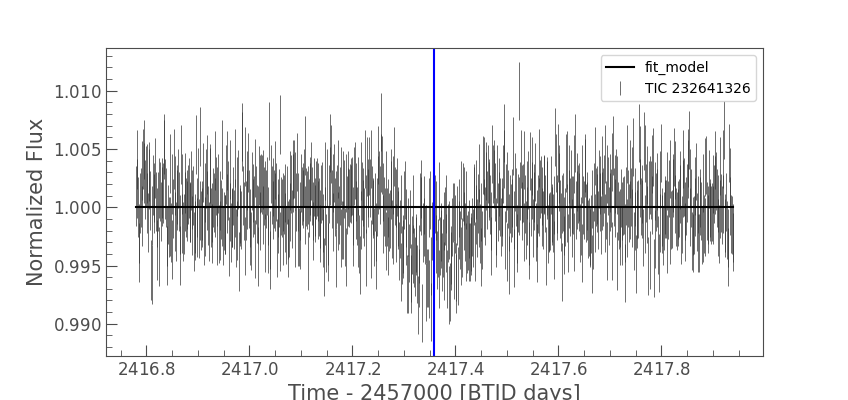 fit_model
TIC 232641326
1.010
1.005
1.000
0.995
0.990
Normalized Flux
2416.8 2417.0 2417.2 2417.4 2417.6 2417.8
Time - 2457000 [BTJD days]